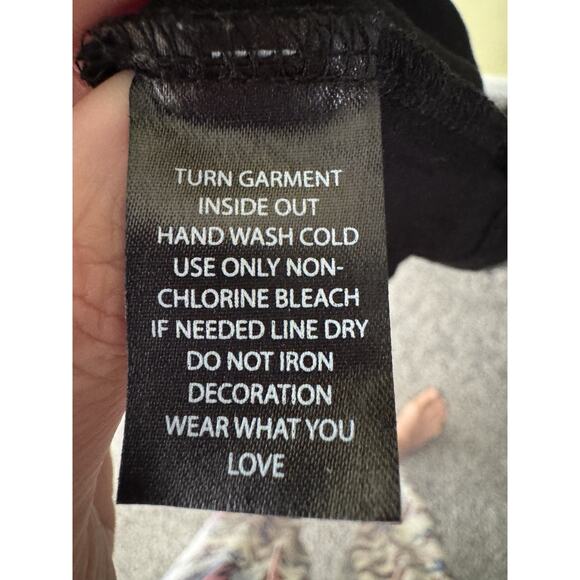 TURN GARMENT
INSIDE OUT
HAND WASH COLD
USE ONLY NON-
CHLORINE BLEACH
IF NEEDED LINE DRY
DO NOT IRON
DECORATION
WEAR WHAT YOU
LOVE